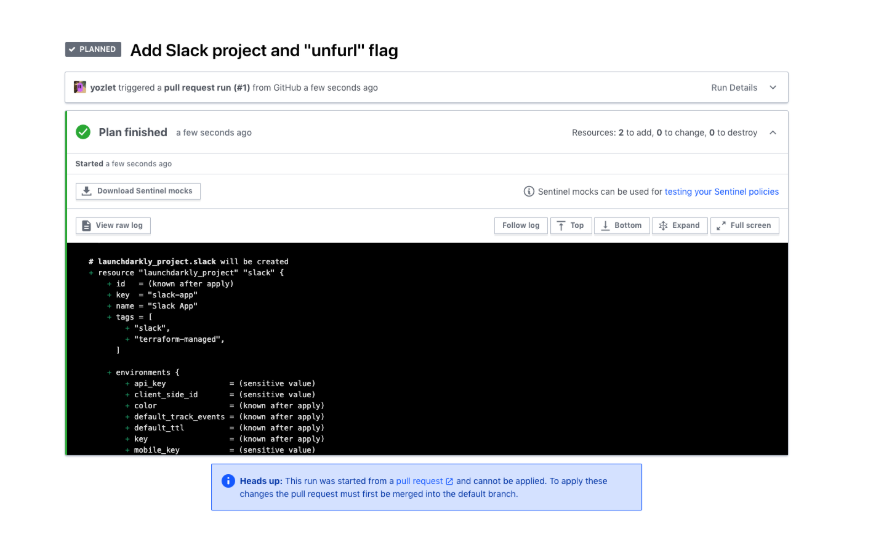 PLANNED Add Slack project and "unfurl" flag
yozlet triggered a pull request run (#1) from GitHub a few seconds ago Run Details
Plan finished a few seconds ago Resources: 2 to add, 0 to change, 0 to destroy
Started a few seconds ago
Download Sentinel mocks Sentinel mocks can be used for testing your Sentinel policies
View raw log Follow log Top Bottom Expand Full screen
# launchdarkly_project.slack will be created
+ resource "launchdarkly_project" "slack" {
+ id = (known after apply)
+ key = "slack-app"
+ name = "Slack App"
+ tags = [
+ "slack",
+ "terraform-managed",
]
+ environments {
+ api_key = (sensitive value)
+ client_side_id = (sensitive value)
+ color = (known after apply)
+ default_track_events = (known after apply)
+ default_ttl = (known after apply)
+ key = (known after apply)
+ mobile_key = (sensitive value)
Heads up: This run was started from a pull request and cannot be applied. To apply these
changes the pull request must first be merged into the default branch.